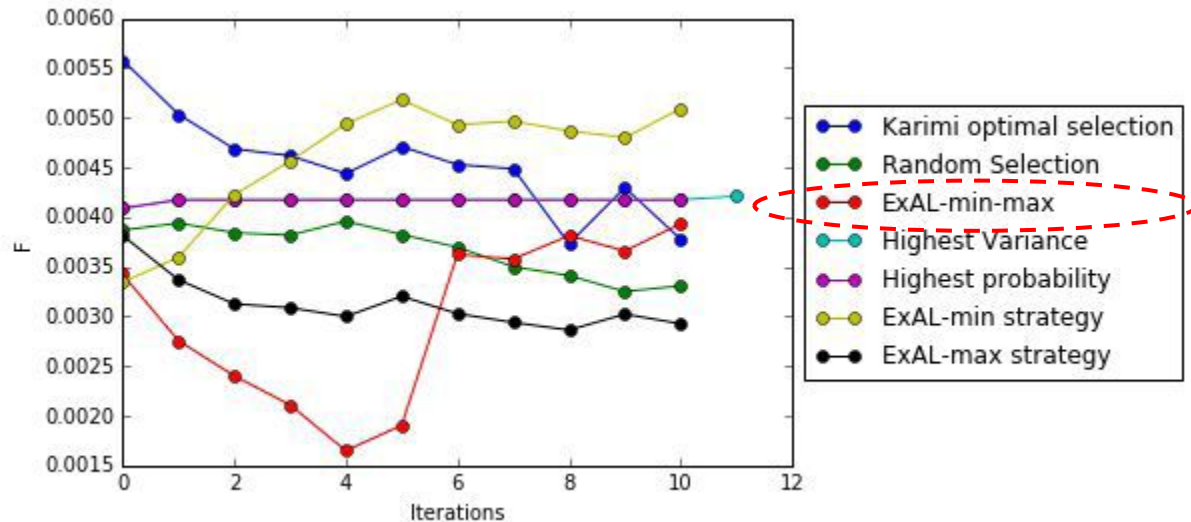 0.0060
0.0055
0.0050
0.0045
0.0040
0.0035
0.0030
0.0025
0.0020
0.0015
F
0 2 4 6 8 10 12
Iterations
Karimi optimal selection
Random Selection
ExAL-min-max
Highest Variance
Highest probability
ExAL-min strategy
ExAL-max strategy